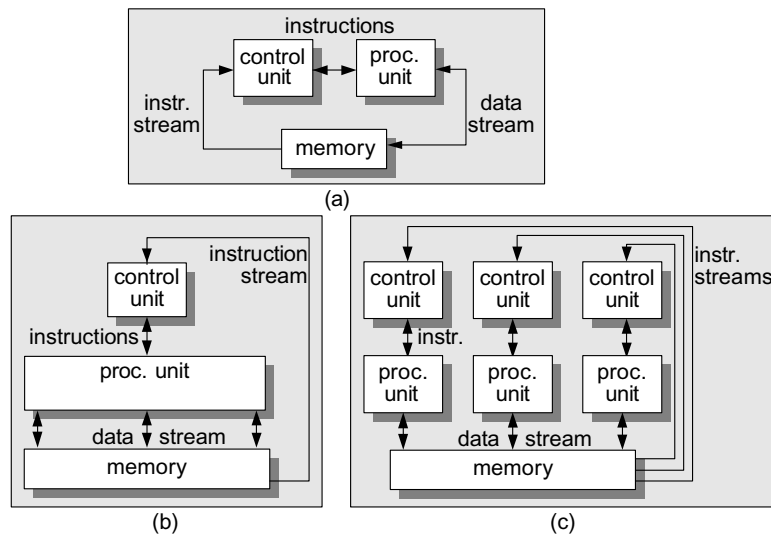 instructions
control
unit
proc.
unit
instr.
stream
data
stream
memory
(a)
instruction
stream
control
unit
instructions
proc. unit
data stream
memory
(b)
instr.
streams
control
unit
control
unit
control
unit
instr.
proc.
unit
proc.
unit
proc.
unit
data stream
memory
(c)